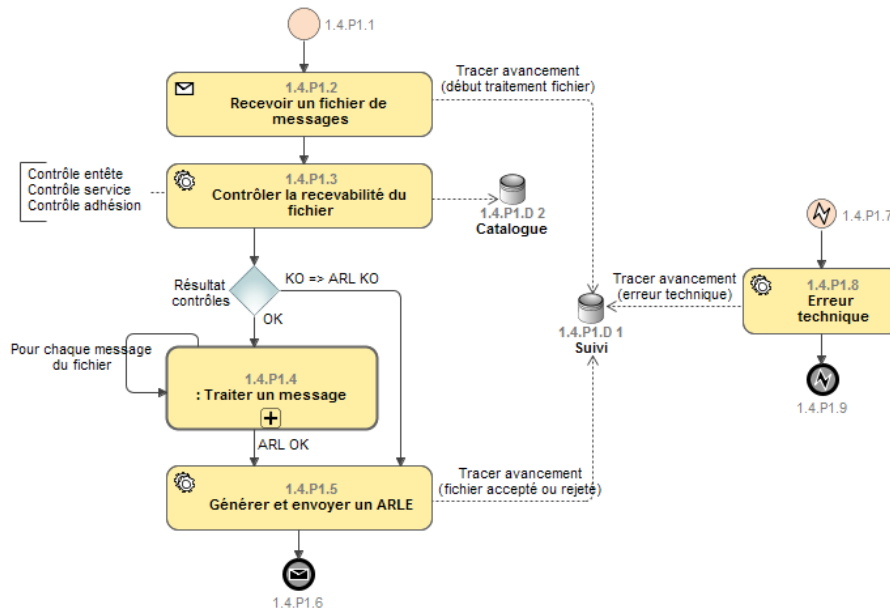 1.4.P1.1
1.4.P1.2
Recevoir un fichier de
messages
Tracer avancement
(début traitement fichier)
Contrôle entête
Contrôle service
Contrôle adhésion
1.4.P1.3
Contrôler la recevabilité du
fichier
1.4.P1.D 2
Catalogue
1.4.P1.7
Résultat
contrôles
KO => ARL KO
OK
Tracer avancement
(erreur technique)
1.4.P1.8
Erreur
technique
1.4.P1.D 1
Suivi
Pour chaque message
du fichier
1.4.P1.4
: Traiter un message
ARL OK
1.4.P1.9
1.4.P1.5
Générer et envoyer un ARLE
Tracer avancement
(fichier accepté ou rejeté)
1.4.P1.6